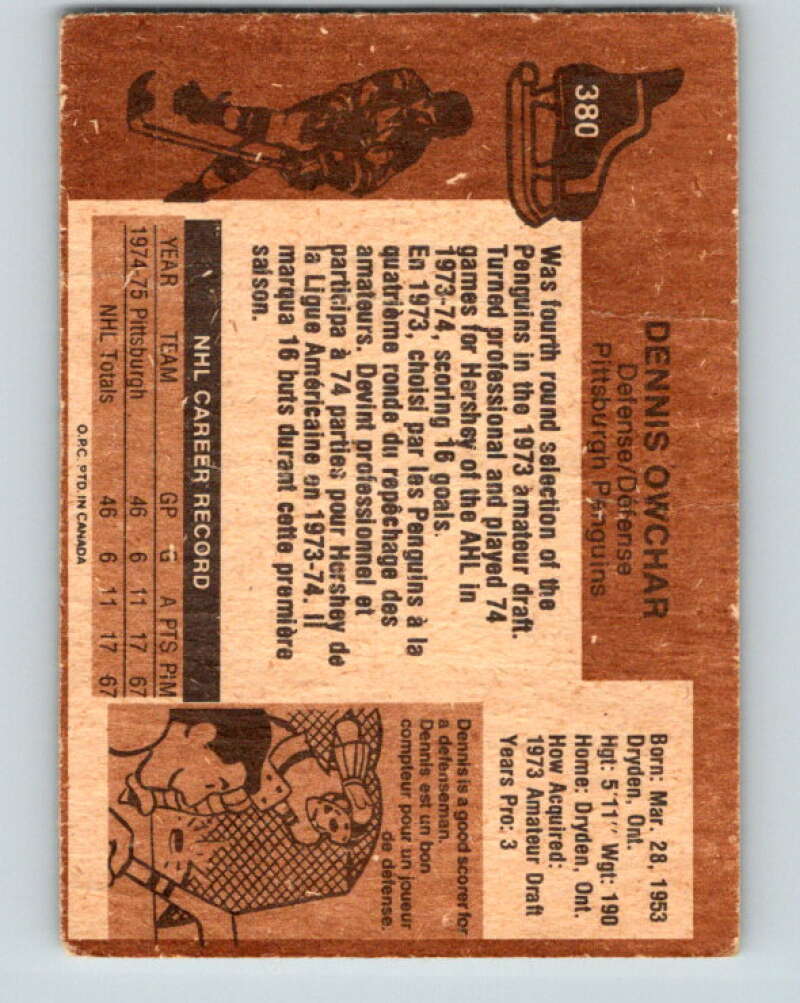 380
DENNIS OWCHAR
Defense/Défense
Pittsburgh Penguins
Born: Mar. 28, 1953
Dryden, Ont.
Hgt: 5'11" Wgt: 190
Home: Dryden, Ont.
How Acquired:
1973 Amateur Draft
Years Pro: 3
Was fourth round selection of the
Penguins in the 1973 amateur draft.
Turned professional and played 74
games for Hershey of the AHL in
1973-74, scoring 16 goals.
En 1973, choisi par les Penguins à la
quatrième ronde du repêchage des
amateurs. Devint professionnel et
participa à 74 parties pour Hershey de
la Ligue Américaine en 1973-74. Il
marqua 16 buts durant cette première
saison.
Dennis is a good scorer for
a defenseman.
Dennis est un bon
compteur pour un joueur
de défense.
NHL CAREER RECORD
YEAR TEAM GP G A PTS PIM
1974-75 Pittsburgh 46 6 11 17 67
NHL Totals 46 6 11 17 67
O.P.C. PTD. IN CANADA